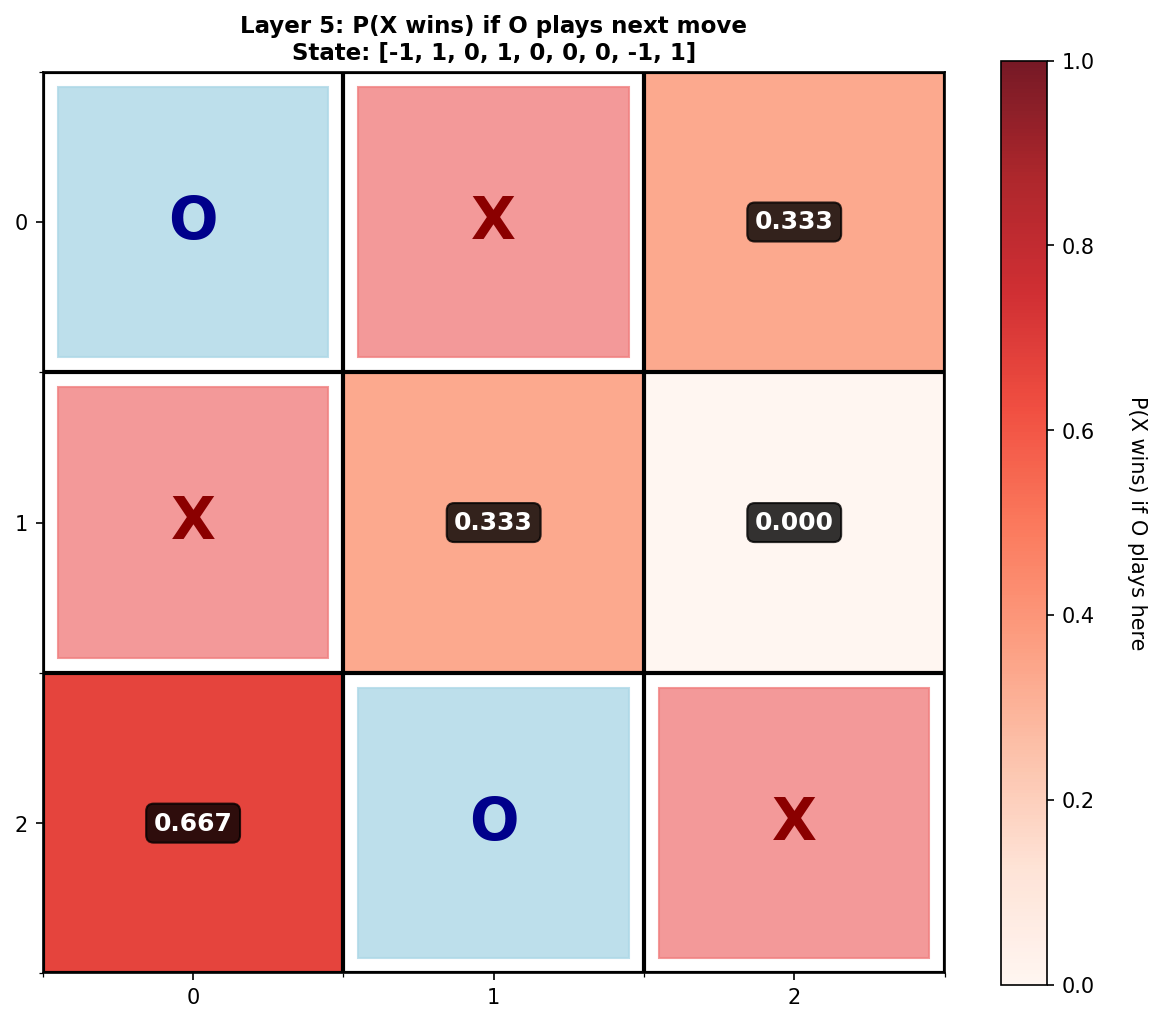 Layer 5: P(X wins) if O plays next move
State: [-1, 1, 0, 1, 0, 0, 0, -1, 1]
0
O
X
0.333
1
X
0.333
0.000
2
0.667
O
X
0
1
2
1.0
0.8
0.6
0.4
0.2
0.0
P(X wins) if O plays here